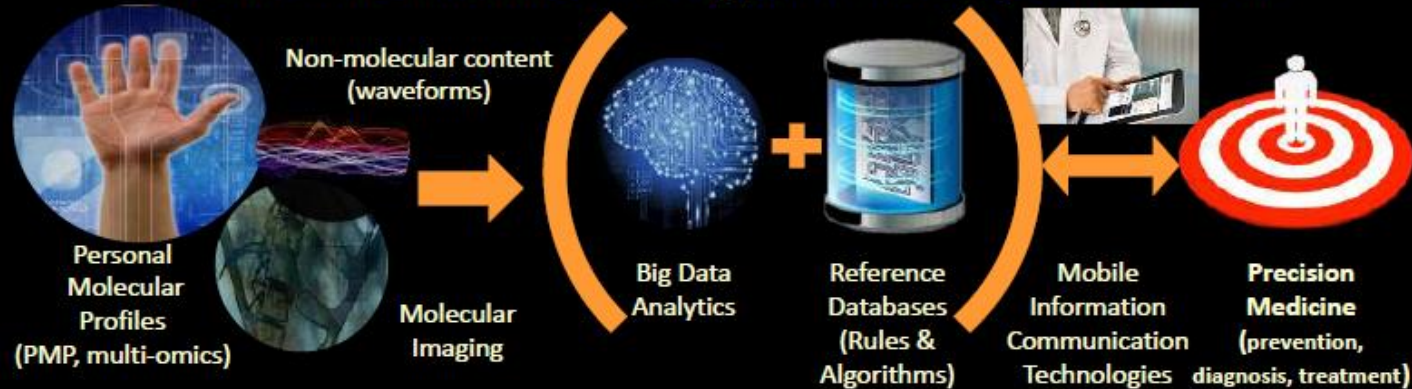 Non-molecular content
(waveforms)
Personal
Molecular
Profiles
(PMP, multi-omics)
Molecular
Imaging
Big Data
Analytics
Reference
Databases
(Rules &
Algorithms)
Mobile
Information
Communication
Technologies
Precision
Medicine
(prevention,
diagnosis, treatment)